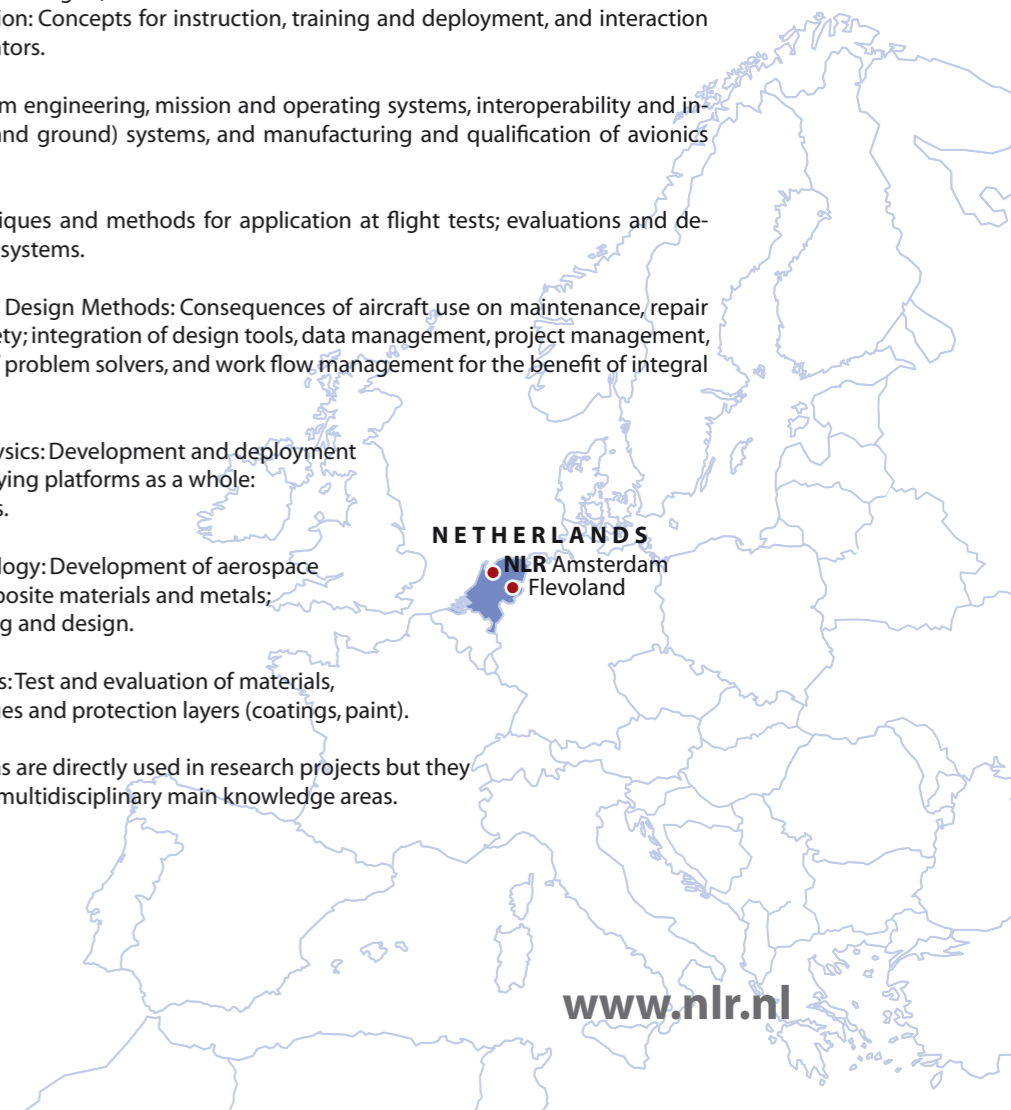 ion: Concepts for instruction, training and deployment, and interaction
ators.
m engineering, mission and operating systems, interoperability and in-
nd ground) systems, and manufacturing and qualification of avionics
iques and methods for application at flight tests; evaluations and de-
systems.
Design Methods: Consequences of aircraft use on maintenance, repair
ety; integration of design tools, data management, project management,
problem solvers, and work flow management for the benefit of integral
ysics: Development and deployment
ying platforms as a whole:
s.
logy: Development of aerospace
posite materials and metals;
g and design.
s: Test and evaluation of materials,
ues and protection layers (coatings, paint).
ns are directly used in research projects but they
multidisciplinary main knowledge areas.
NETHERLANDS
NLR Amsterdam
Flevoland
www.nlr.nl